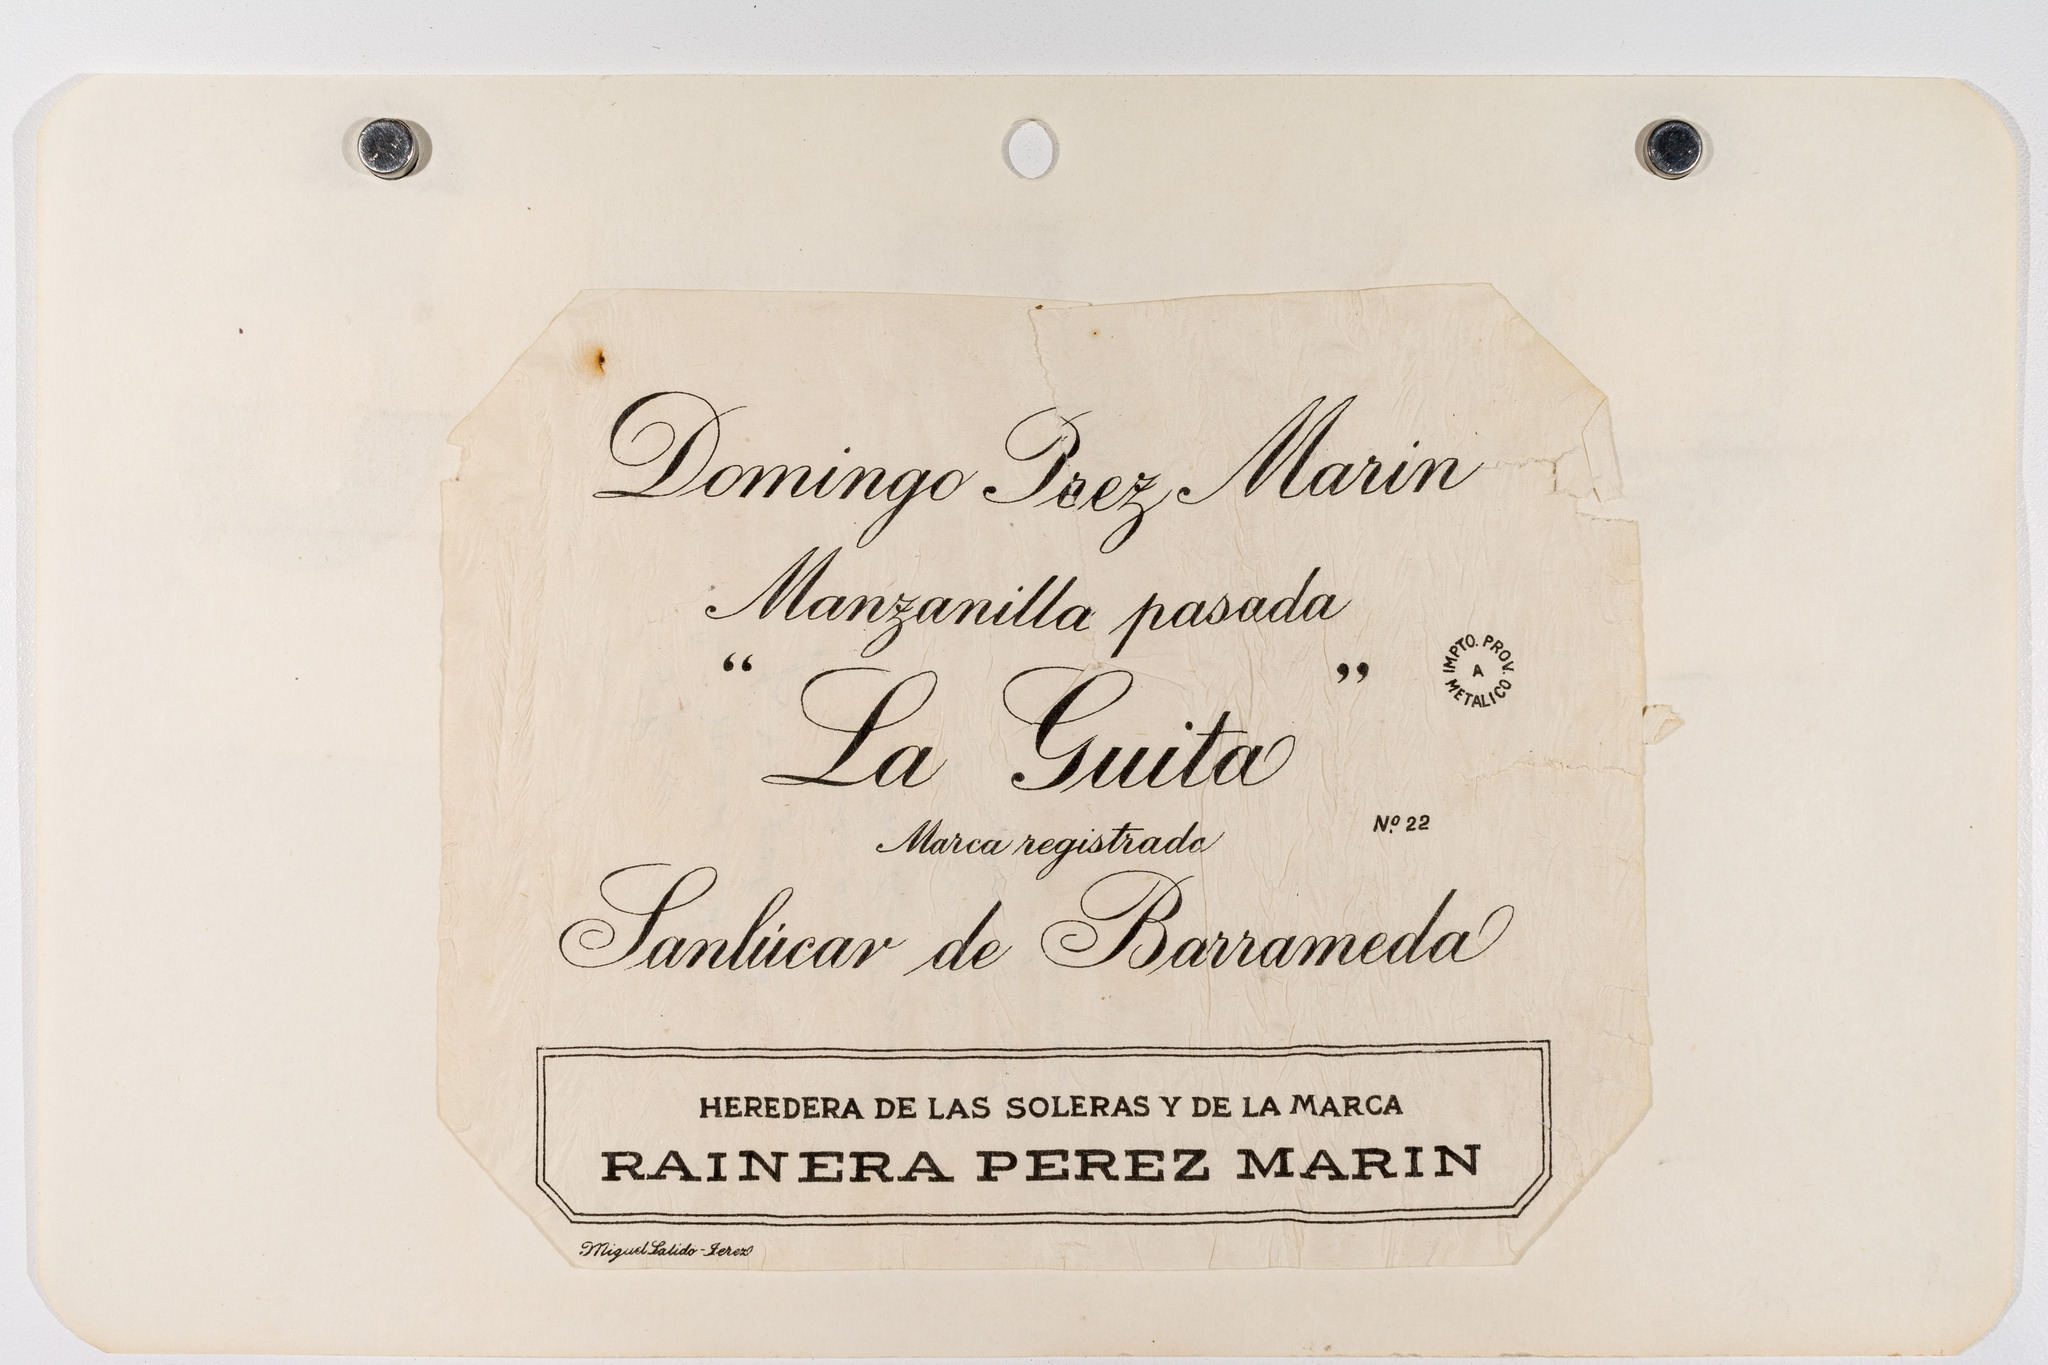 Domingo Prez Marin
Manzanilla pasada
“ La Guita ”
IMPTO. PROV. A METALICO
Marca registrada
Nº 22
Sanlúcar de Barrameda
HEREDERA DE LAS SOLERAS Y DE LA MARCA
RAINERA PEREZ MARIN
Miguel Salido-Jerez